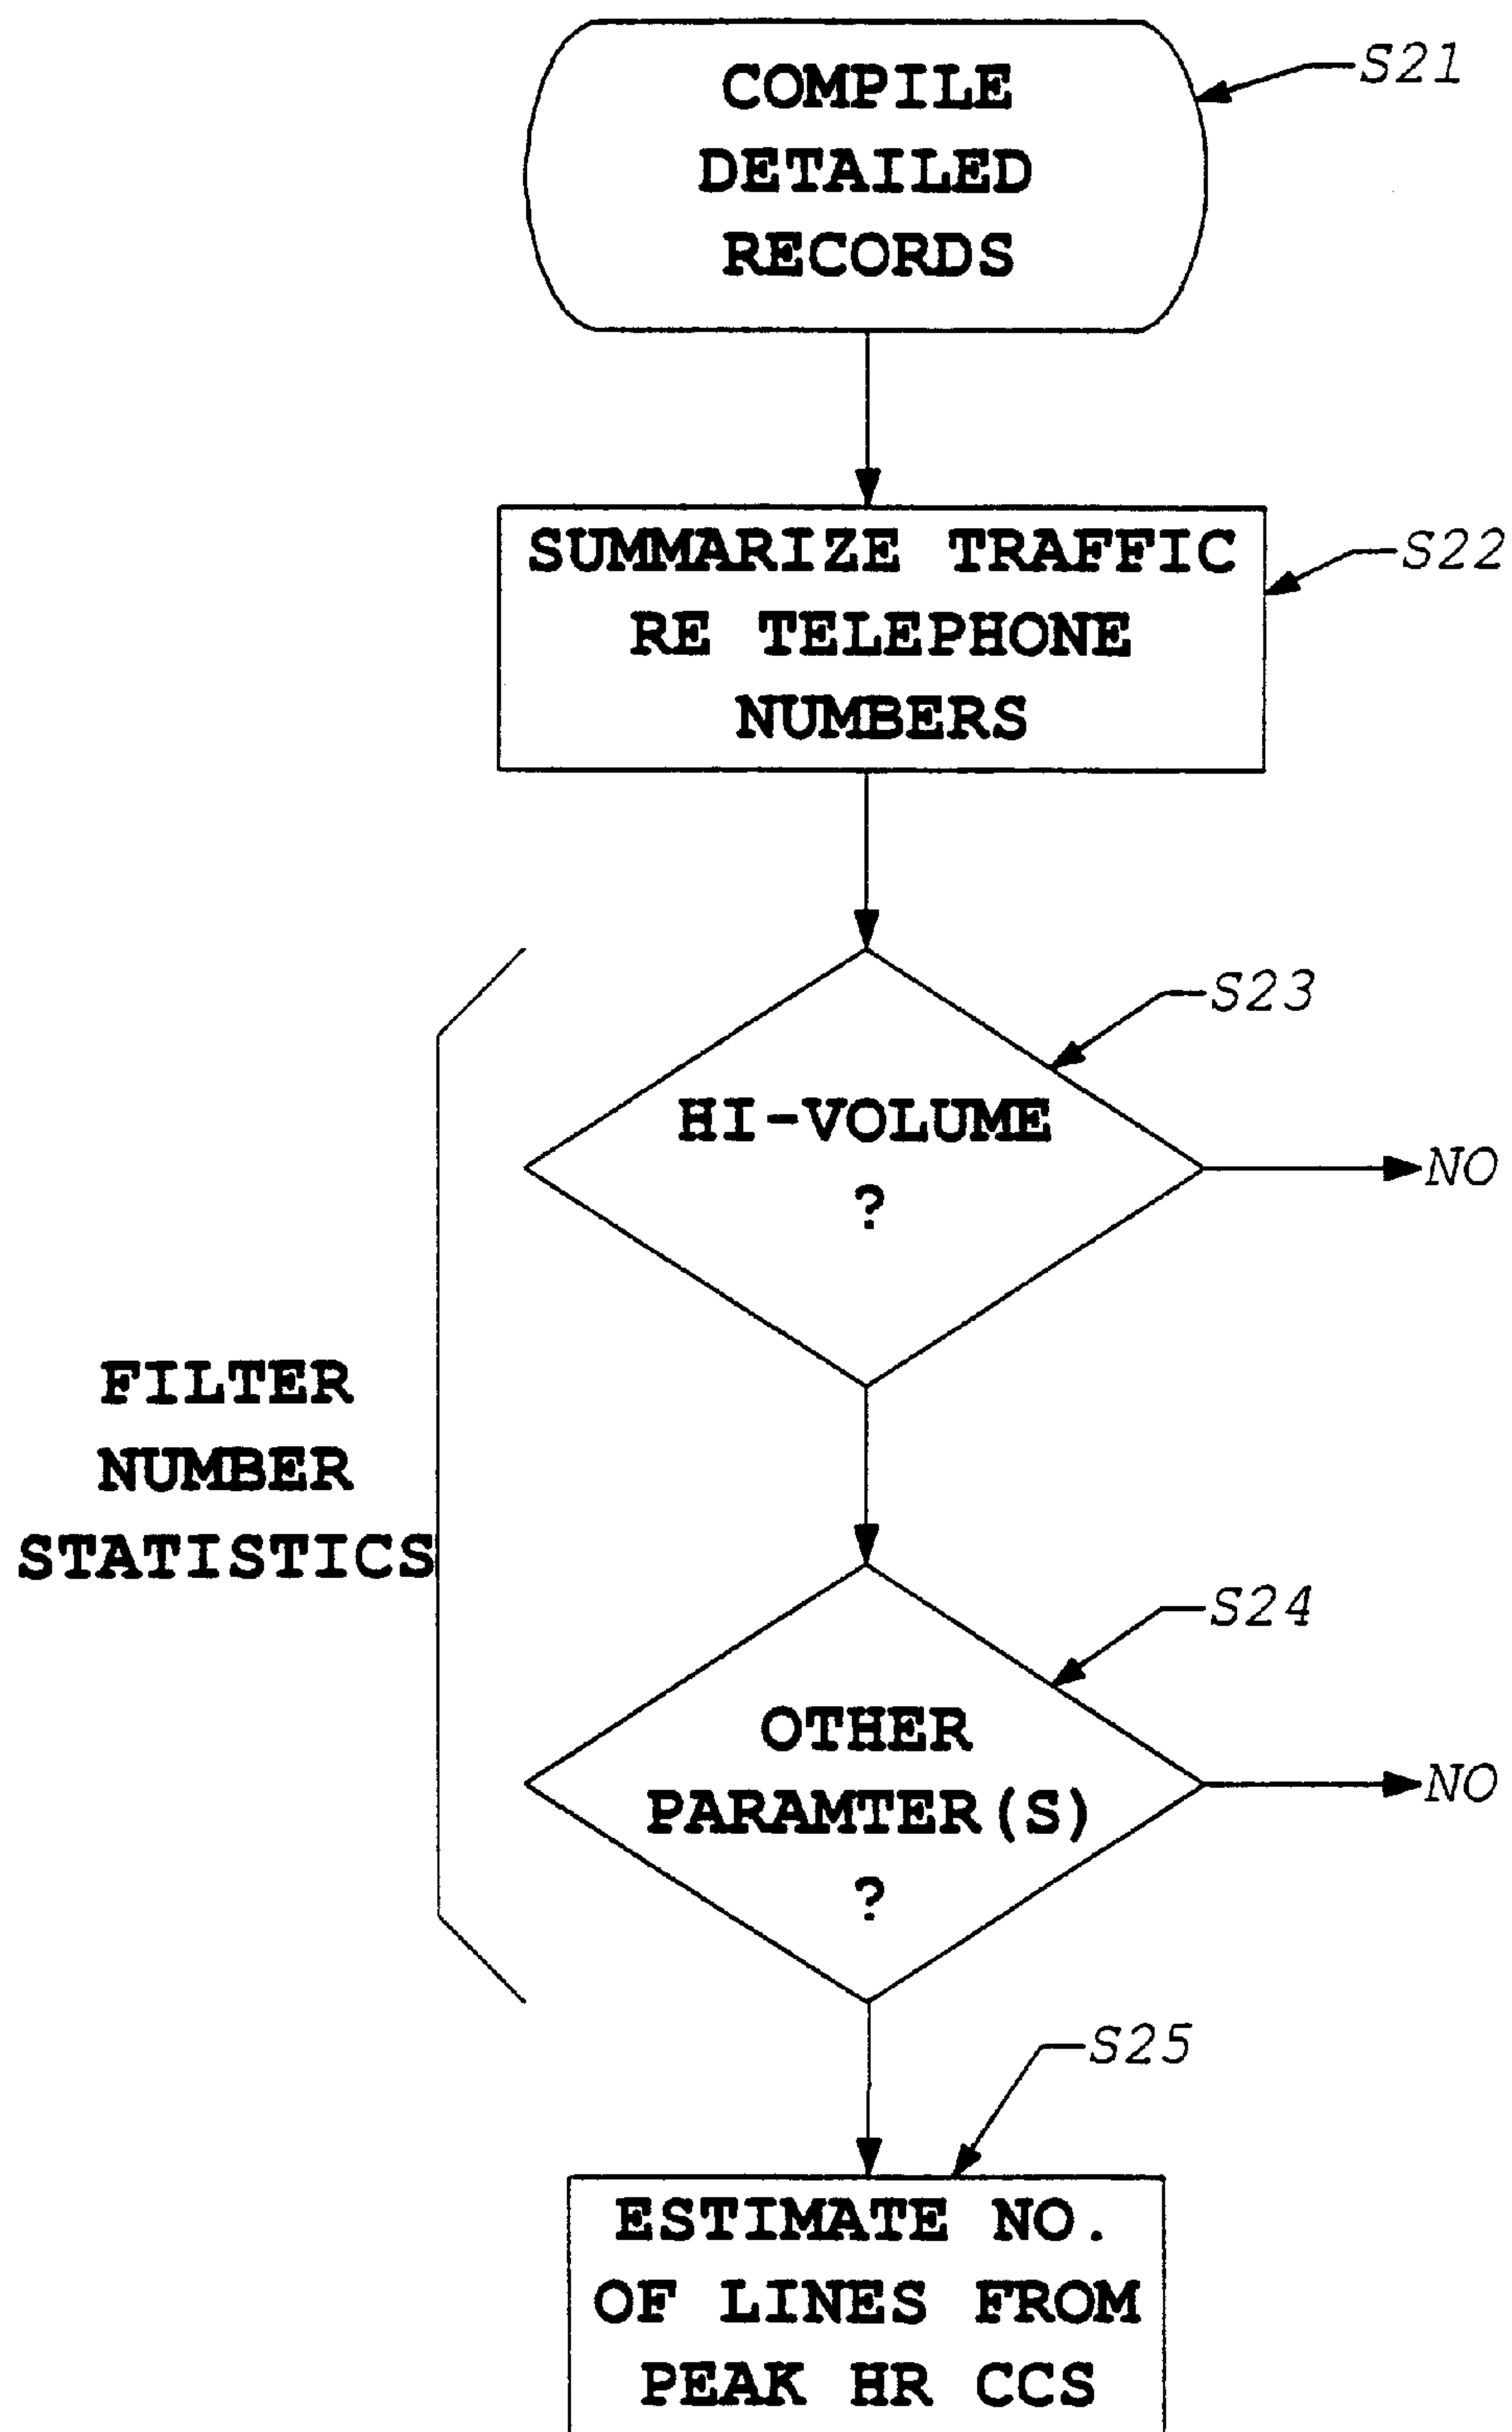 COMPILE
DETAILED
RECORDS
S21
SUMMARIZE TRAFFIC
RE TELEPHONE
NUMBERS
S22
HI-VOLUME
?
S23
NO
FILTER
NUMBER
STATISTICS
OTHER
PARAMTER(S)
?
S24
NO
S25
ESTIMATE NO.
OF LINES FROM
PEAK HR CCS